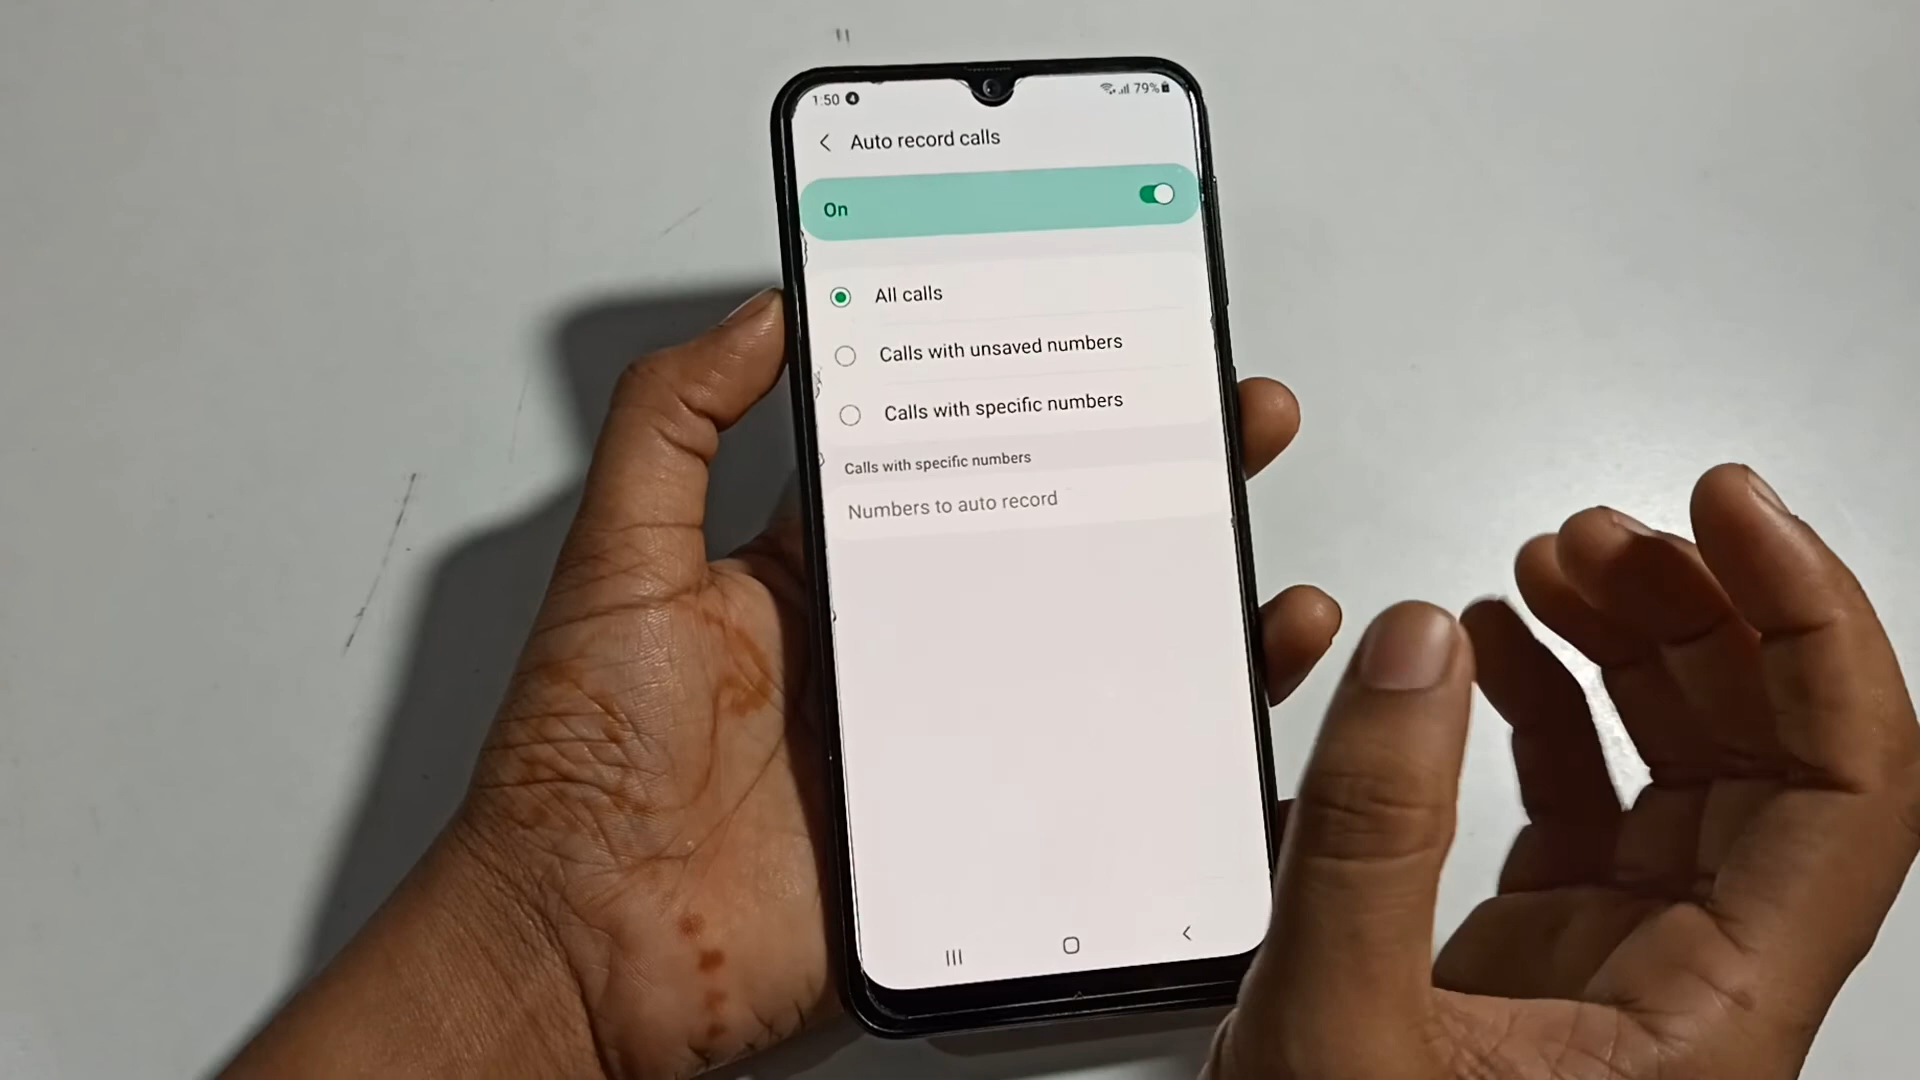 1:50
79%
Auto record calls
On
All calls
Calls with unsaved numbers
Calls with specific numbers
Calls with specific numbers
Numbers to auto record